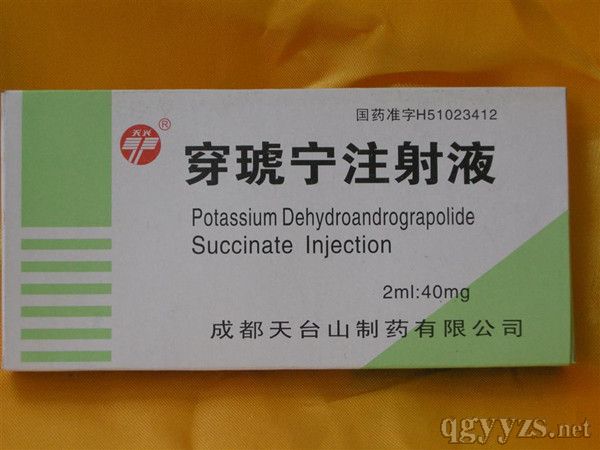 国药准字H51023412
天兴
®
穿琥宁注射液
Potassium Dehydroandrograpolide
Succinate Injection
2ml:40mg
成都天台山制药有限公司
qgyyzs.net